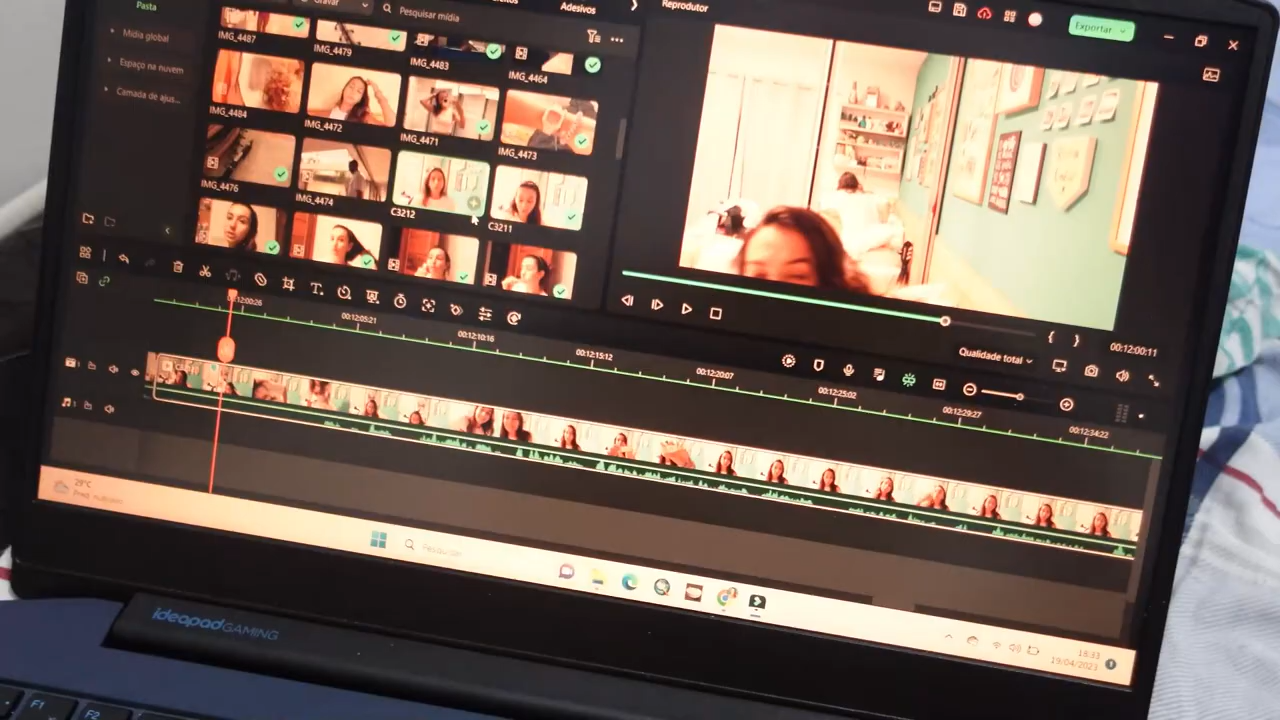 Pasta
Mídia global
Espaço na nuvem
Camada de ajus...
Gravar
Pesquisar mídia
Adesivos
IMG_4487
IMG_4479
IMG_4483
IMG_4464
IMG_4484
IMG_4472
IMG_4471
IMG_4473
IMG_4476
IMG_4474
C3212
C3211
Reprodutor
Exportar
00:12:00:11
Qualidade total
12:00:26
00:12:05:21
00:12:10:16
00:12:15:12
00:12:20:07
00:12:25:02
00:12:29:27
00:12:34:22
29°C
Pesquisar
18:33
19/04/2023
ideapad GAMING
F1
F2